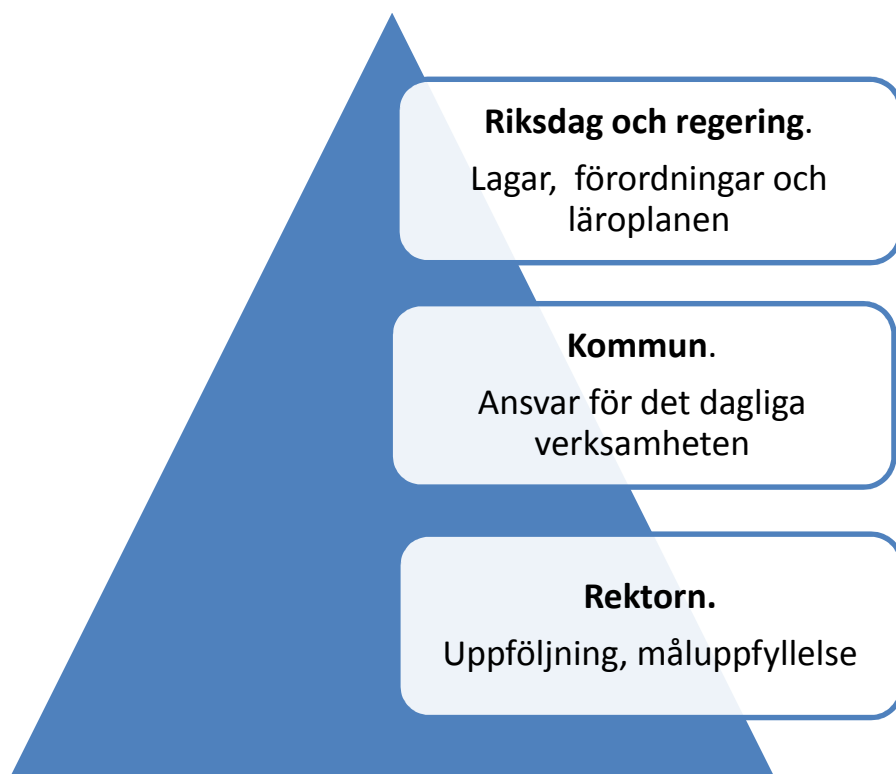 Riksdag och regering.
Lagar, förordningar och
läroplanen
Kommun.
Ansvar för det dagliga
verksamheten
Rektorn.
Uppföljning, måluppfyllelse